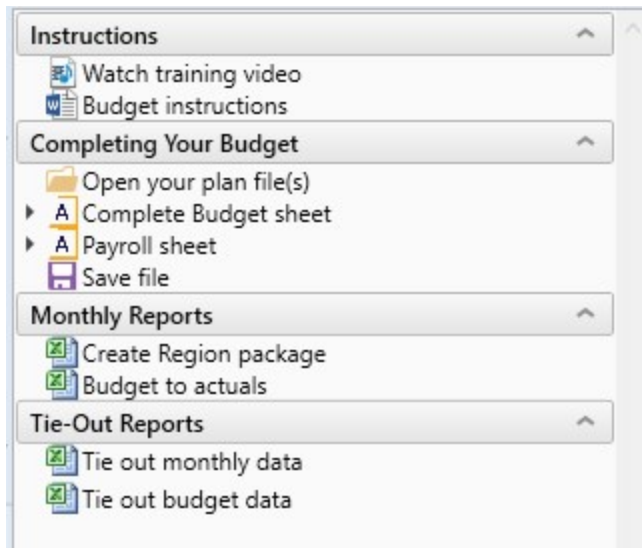 Instructions
Watch training video
Budget instructions
Completing Your Budget
Open your plan file(s)
A Complete Budget sheet
A Payroll sheet
Save file
Monthly Reports
Create Region package
Budget to actuals
Tie-Out Reports
Tie out monthly data
Tie out budget data